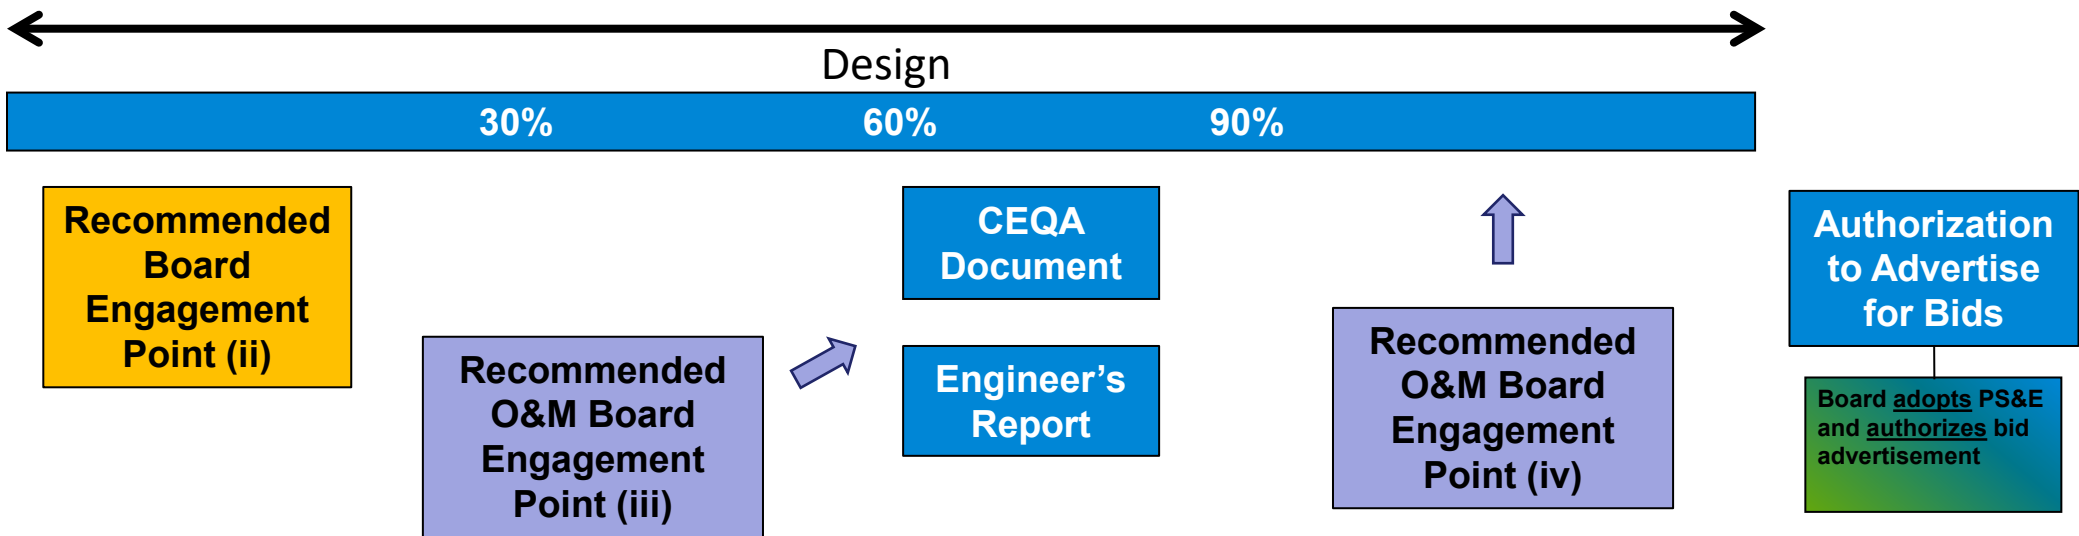 Design
30%
60%
90%
Recommended
Board
Engagement
Point (ii)
Recommended
O&M Board
Engagement
Point (iii)
CEQA
Document
Engineer’s
Report
Recommended
O&M Board
Engagement
Point (iv)
Authorization
to Advertise
for Bids
Board adopts PS&E
and authorizes bid
advertisement